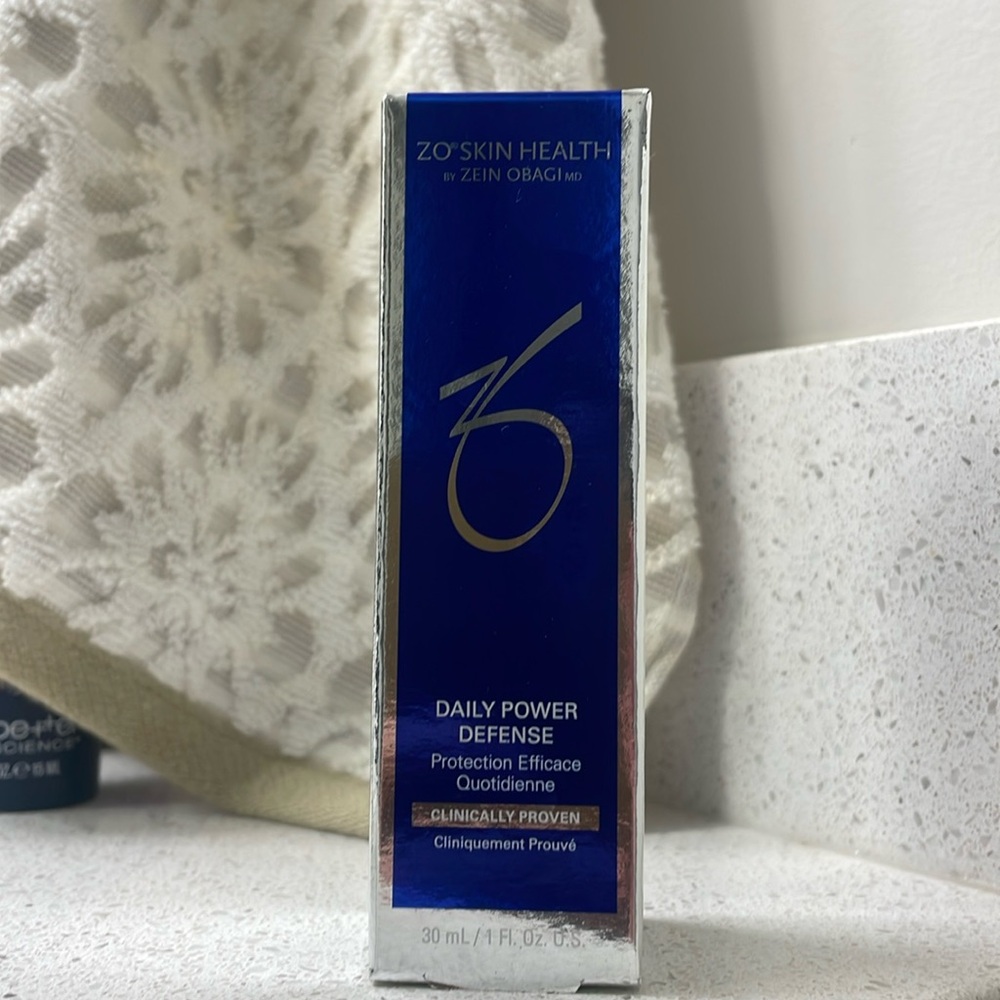 ZO® SKIN HEALTH
BY ZEIN OBAGI MD
DAILY POWER
DEFENSE
Protection Efficace
Quotidienne
CLINICALLY PROVEN
Cliniquement Prouvé
30 mL / 1 Fl. Oz. U.S.
SCIENCE